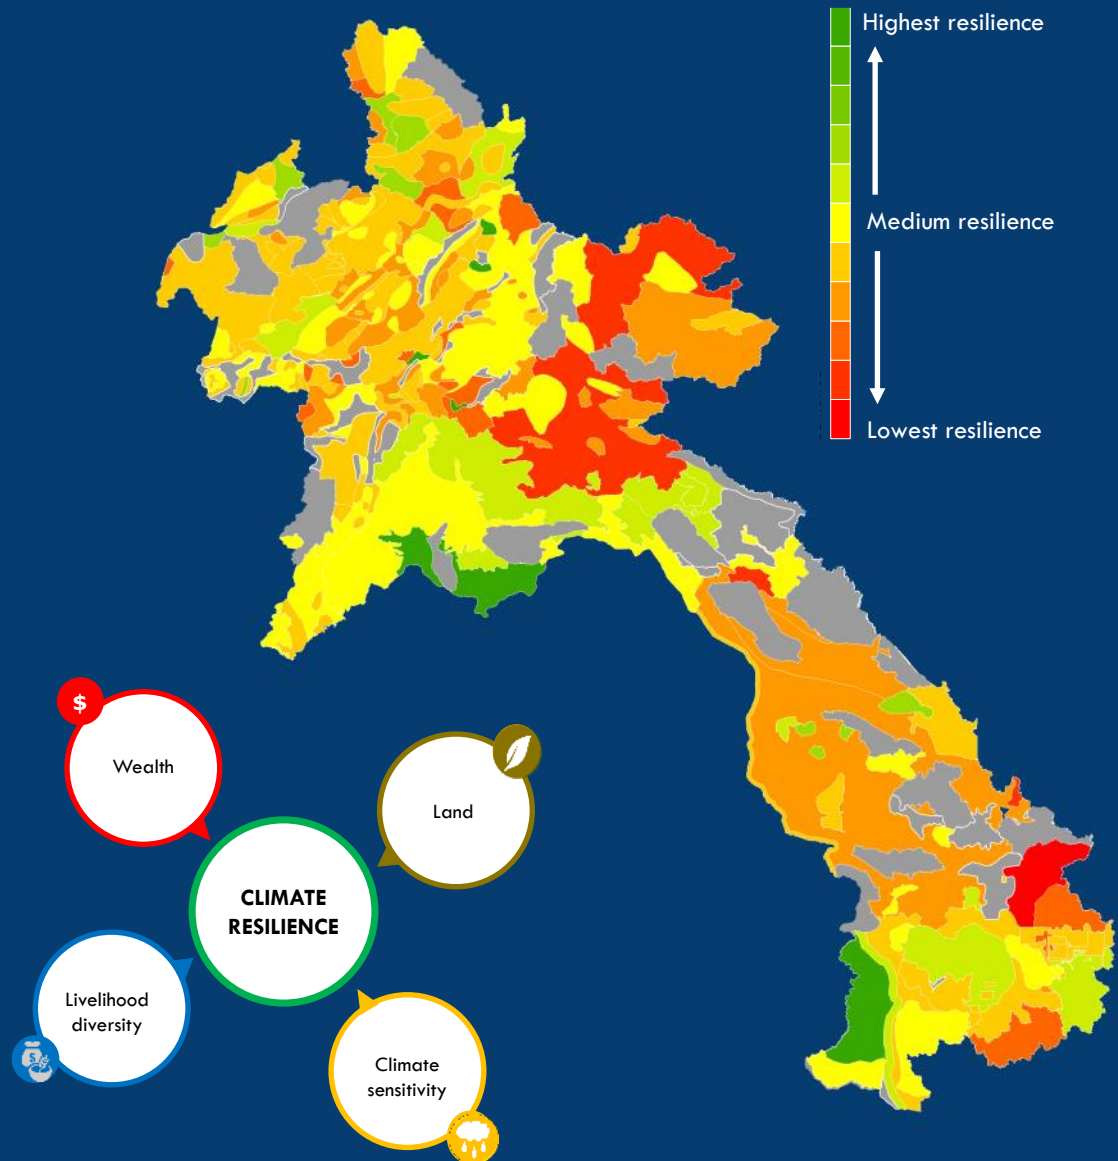 Highest resilience
Medium resilience
Lowest resilience
$
Wealth
Land
CLIMATE
RESILIENCE
Livelihood
diversity
Climate
sensitivity